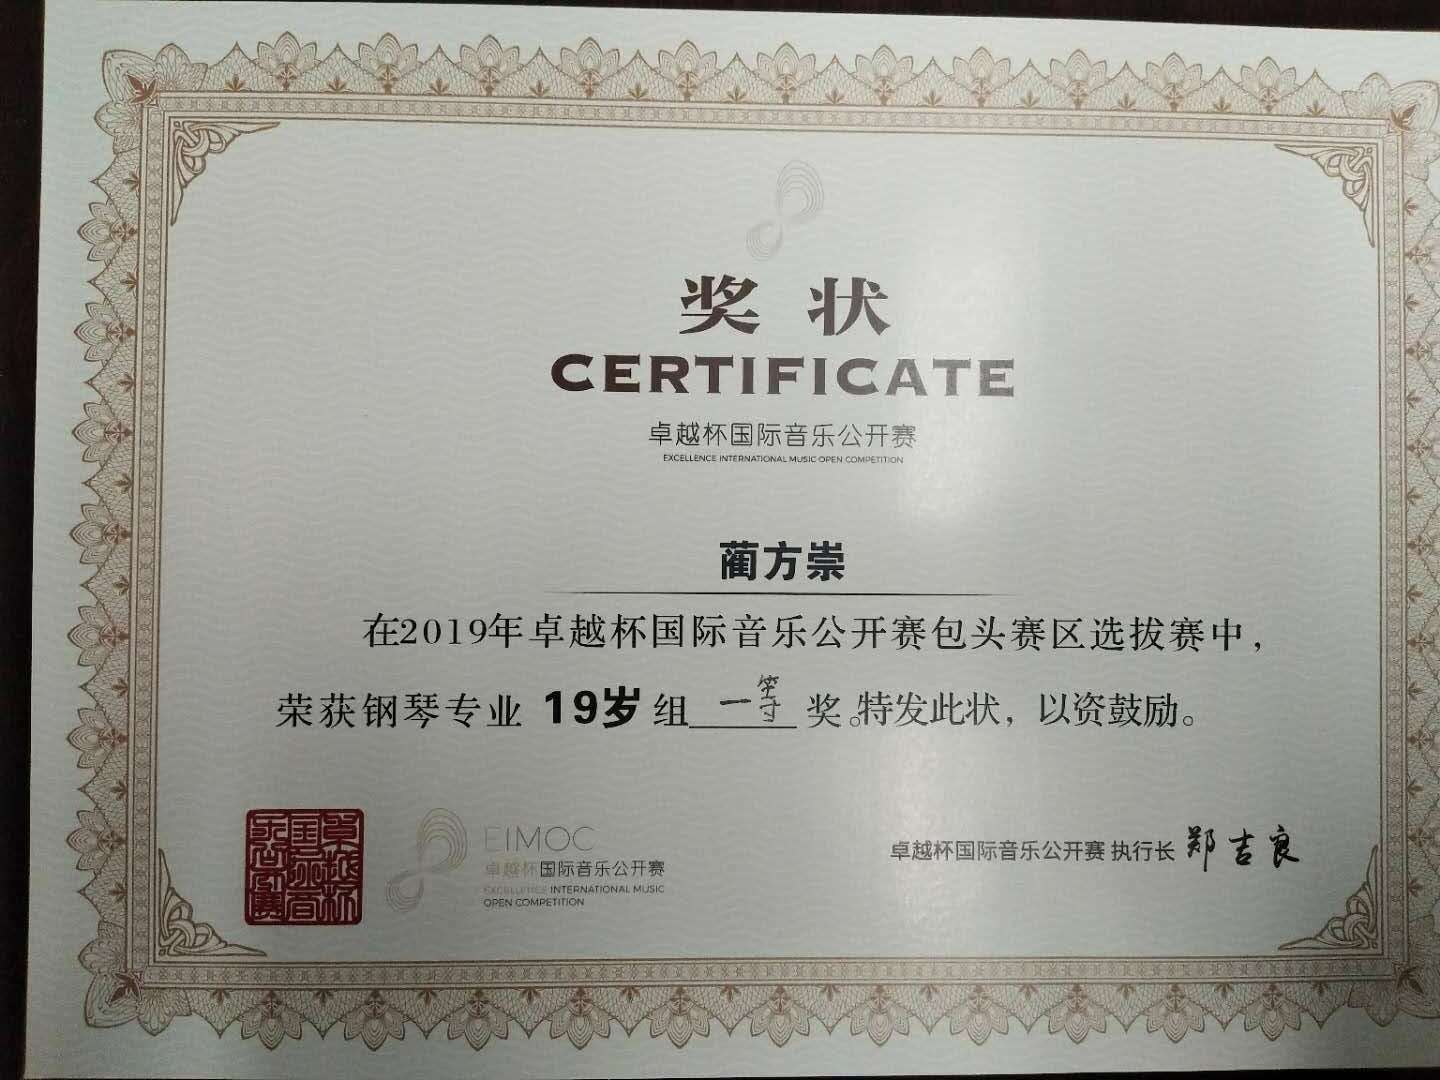 奖状
CERTIFICATE
卓越杯国际音乐公开赛
EXCELLENCE INTERNATIONAL MUSIC OPEN COMPETITION
蔺方崇
在2019年卓越杯国际音乐公开赛包头赛区选拔赛中，
荣获钢琴专业 19岁 组 一等 奖。特发此状，以资鼓励。
卓越杯
国际音
乐公开赛
EIMOC
卓越杯国际音乐公开赛
EXCELLENCE INTERNATIONAL MUSIC
OPEN COMPETITION
卓越杯国际音乐公开赛 执行长 郑吉良